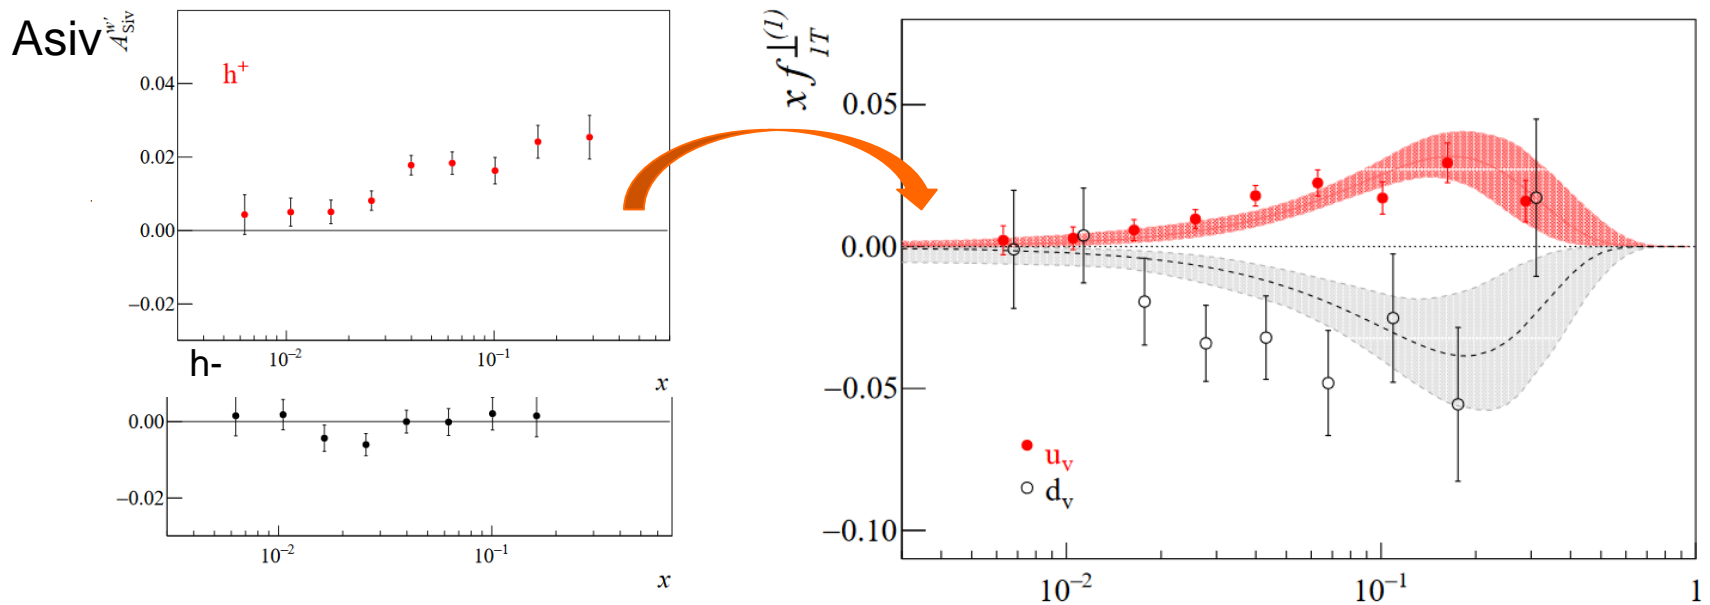 Asiv
A^{w'}_{Siv}
h⁺
0.04
0.02
0.00
−0.02
10⁻²
10⁻¹
x
h-
0.00
−0.02
10⁻²
10⁻¹
x
x f_{1T}^{⊥(1)}
0.05
0.00
−0.05
−0.10
u_v
d_v
10⁻²
10⁻¹
1